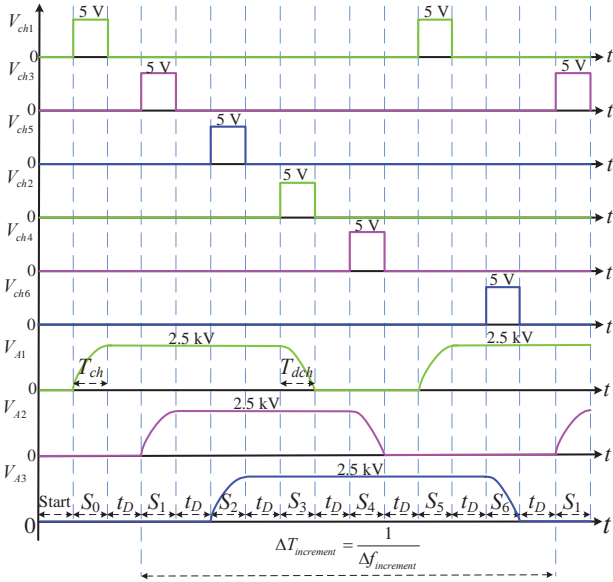 V_ch1 5 V 5 V
0 t
V_ch3 5 V 5 V
0 t
V_ch5 5 V
0 t
V_ch2 5 V
0 t
V_ch4 5 V
0 t
V_ch6 5 V
0 t
V_A1 2.5 kV 2.5 kV
T_ch T_dch
0 t
V_A2 2.5 kV
0 t
V_A3 2.5 kV
Start S_0 t_D S_1 t_D S_2 t_D S_3 t_D S_4 t_D S_5 t_D S_6 t_D S_1
0 t
ΔT_increment = 1/Δf_increment